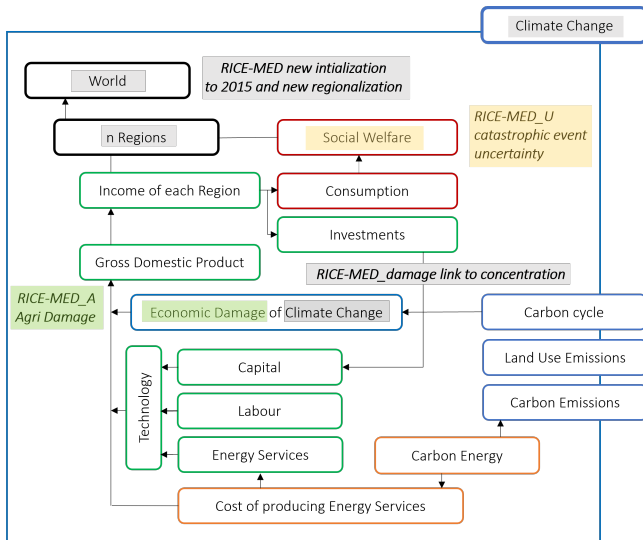 Climate Change
World
RICE-MED new intialization
to 2015 and new regionalization
n Regions
Social Welfare
RICE-MED_U
catastrophic event
uncertainty
Income of each Region
Consumption
Investments
Gross Domestic Product
RICE-MED_damage link to concentration
RICE-MED_A
Agri Damage
Economic Damage of Climate Change
Carbon cycle
Land Use Emissions
Technology
Capital
Carbon Emissions
Labour
Energy Services
Carbon Energy
Cost of producing Energy Services